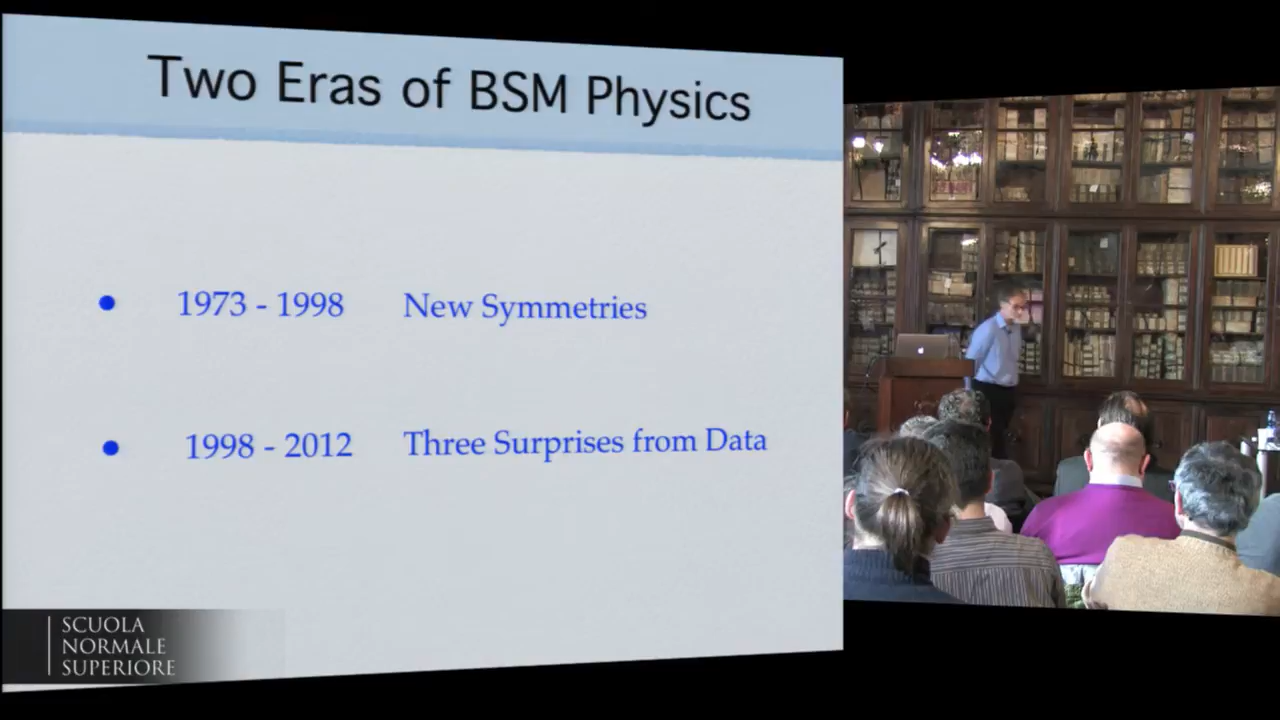 Two Eras of BSM Physics
• 1973 - 1998 New Symmetries
• 1998 - 2012 Three Surprises from Data
SCUOLA
NORMALE
SUPERIORE